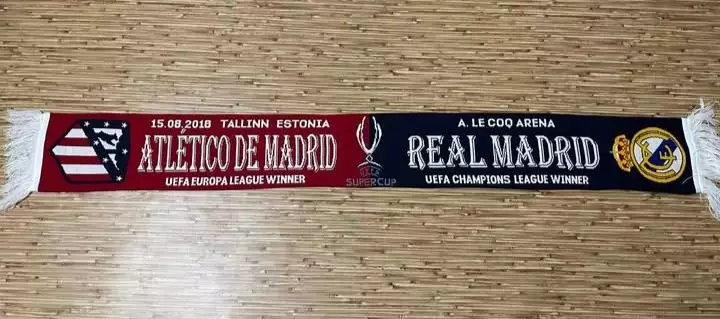 15.08.2018 TALLINN ESTONIA
ATLÉTICO DE MADRID
UEFA EUROPA LEAGUE WINNER
SUPERCUP
A. LE COQ ARENA
REAL MADRID
UEFA CHAMPIONS LEAGUE WINNER